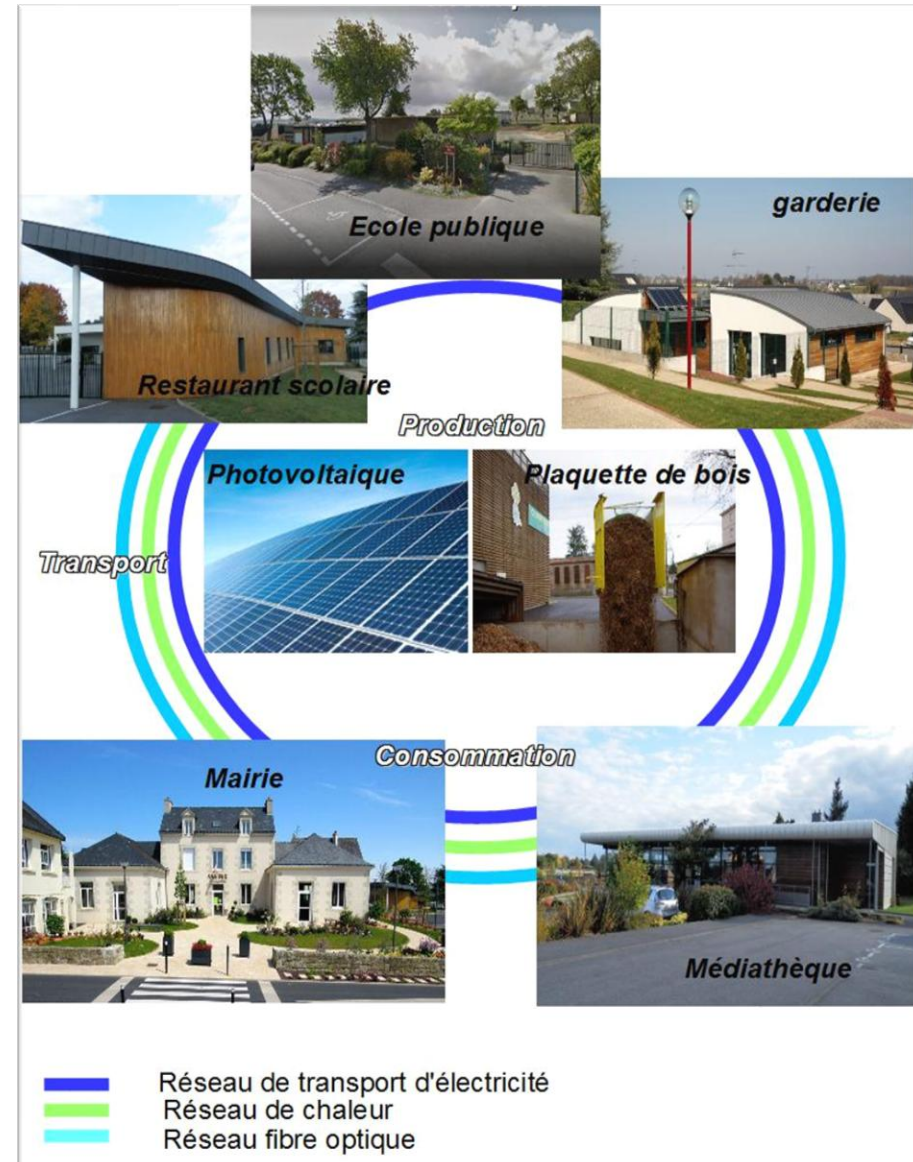 Ecole publique
garderie
Restaurant scolaire
Production
Photovoltaique
Plaquette de bois
Transport
Consommation
Mairie
Médiathèque
Réseau de transport d'électricité
Réseau de chaleur
Réseau fibre optique